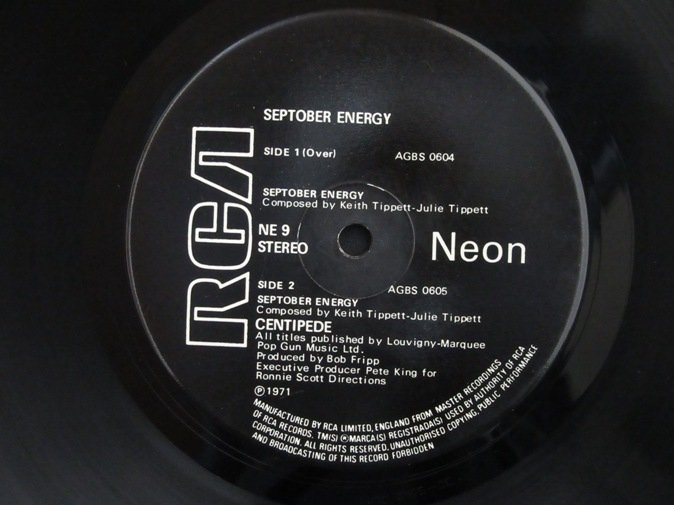 RCA
SEPTOBER ENERGY
SIDE 1 (Over) AGBS 0604
SEPTOBER ENERGY
Composed by Keith Tippett-Julie Tippett
NE 9
STEREO
Neon
SIDE 2 AGBS 0605
SEPTOBER ENERGY
Composed by Keith Tippett-Julie Tippett
CENTIPEDE
All titles published by Louvigny-Marquee
Pop Gun Music Ltd.
Produced by Bob Fripp
Executive Producer Pete King for
Ronnie Scott Directions
℗ 1971
MANUFACTURED BY RCA LIMITED, ENGLAND FROM MASTER RECORDINGS
OF RCA RECORDS. TM(S) ® MARCA(S) REGISTRADA(S) USED BY AUTHORITY OF RCA
CORPORATION. ALL RIGHTS RESERVED. UNAUTHORISED COPYING, PUBLIC PERFORMANCE
AND BROADCASTING OF THIS RECORD FORBIDDEN